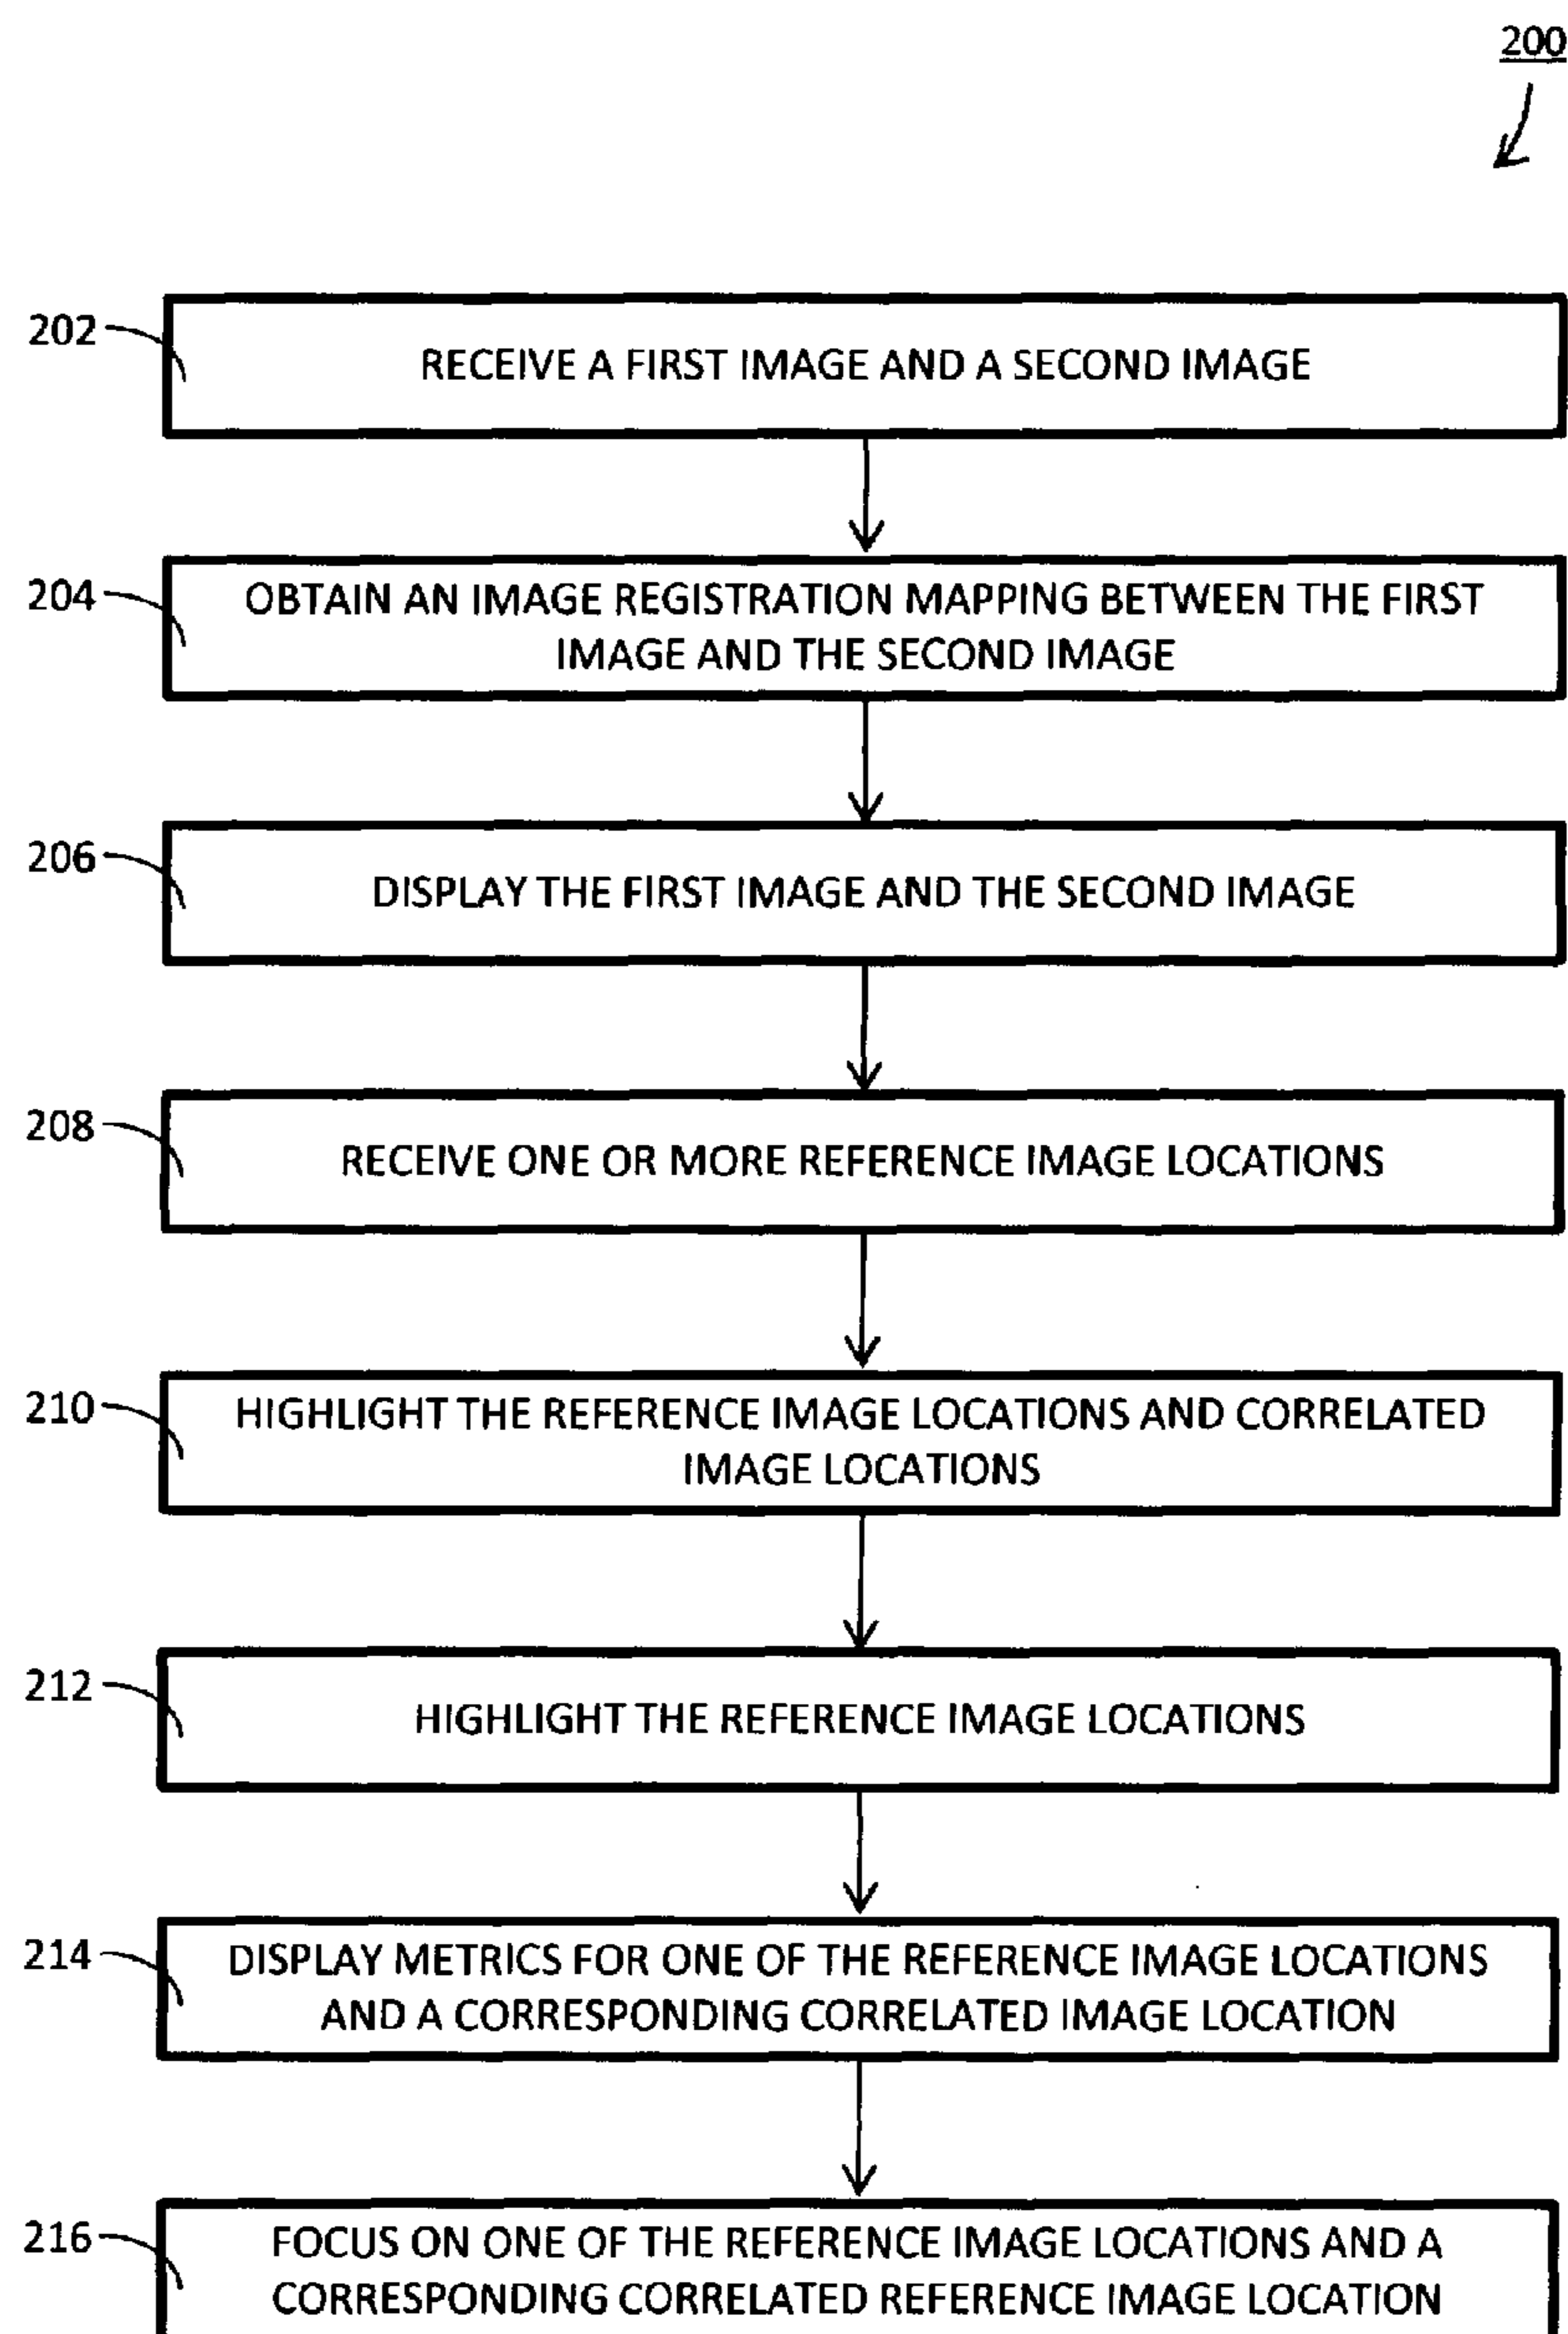 200
202
RECEIVE A FIRST IMAGE AND A SECOND IMAGE
204
OBTAIN AN IMAGE REGISTRATION MAPPING BETWEEN THE FIRST
IMAGE AND THE SECOND IMAGE
206
DISPLAY THE FIRST IMAGE AND THE SECOND IMAGE
208
RECEIVE ONE OR MORE REFERENCE IMAGE LOCATIONS
210
HIGHLIGHT THE REFERENCE IMAGE LOCATIONS AND CORRELATED
IMAGE LOCATIONS
212
HIGHLIGHT THE REFERENCE IMAGE LOCATIONS
214
DISPLAY METRICS FOR ONE OF THE REFERENCE IMAGE LOCATIONS
AND A CORRESPONDING CORRELATED IMAGE LOCATION
216
FOCUS ON ONE OF THE REFERENCE IMAGE LOCATIONS AND A
CORRESPONDING CORRELATED REFERENCE IMAGE LOCATION